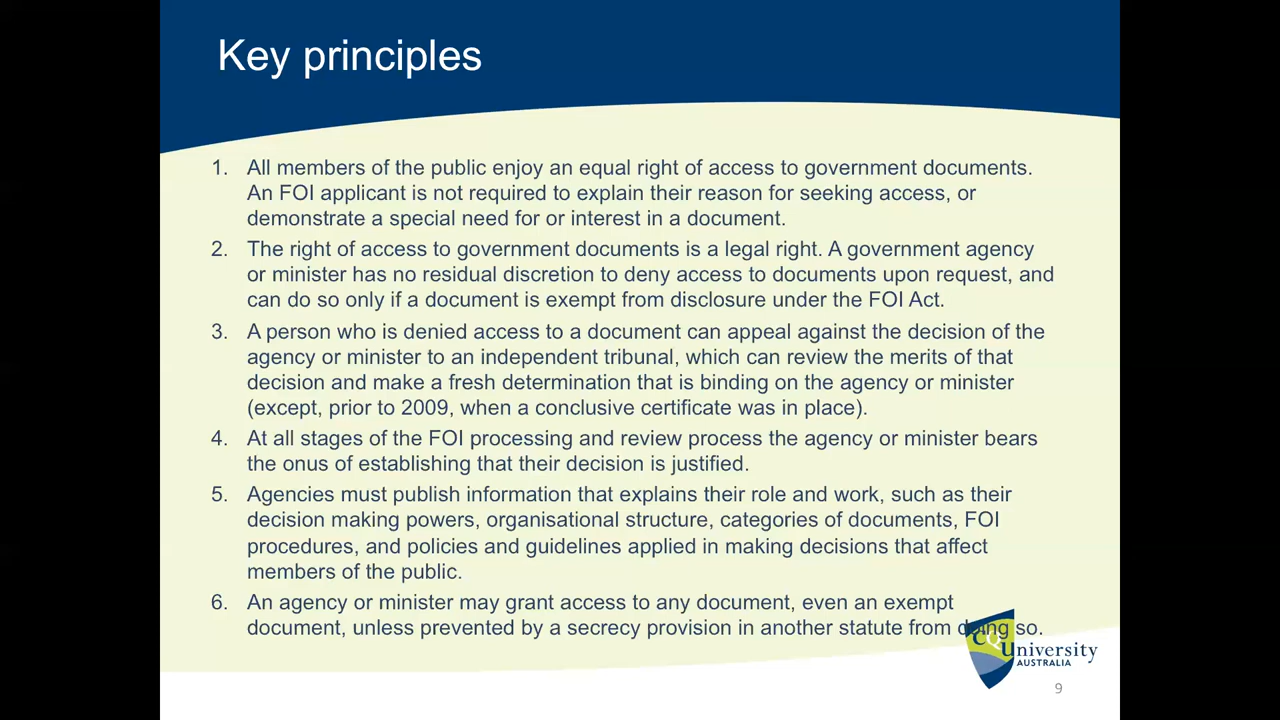 Key principles
1. All members of the public enjoy an equal right of access to government documents.
An FOI applicant is not required to explain their reason for seeking access, or
demonstrate a special need for or interest in a document.
2. The right of access to government documents is a legal right. A government agency
or minister has no residual discretion to deny access to documents upon request, and
can do so only if a document is exempt from disclosure under the FOI Act.
3. A person who is denied access to a document can appeal against the decision of the
agency or minister to an independent tribunal, which can review the merits of that
decision and make a fresh determination that is binding on the agency or minister
(except, prior to 2009, when a conclusive certificate was in place).
4. At all stages of the FOI processing and review process the agency or minister bears
the onus of establishing that their decision is justified.
5. Agencies must publish information that explains their role and work, such as their
decision making powers, organisational structure, categories of documents, FOI
procedures, and policies and guidelines applied in making decisions that affect
members of the public.
6. An agency or minister may grant access to any document, even an exempt
document, unless prevented by a secrecy provision in another statute from doing so.
CQUniversity
AUSTRALIA
9